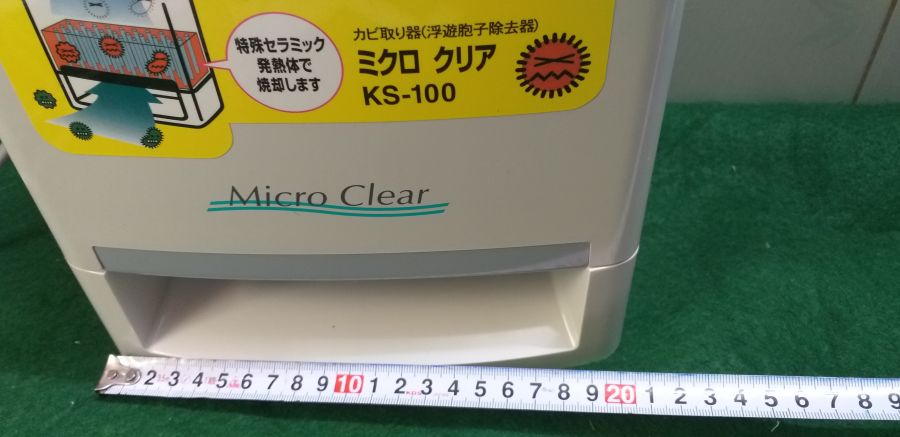 特殊セラミック
発熱体で
焼却します
カビ取り器(浮遊胞子除去器)
ミクロ クリア
KS-100
Micro Clear
2 3 4 5 6 7 8 9 10 1 2 3 4 5 6 7 8 9 20 1 2 3 4 5 6 7 8 9